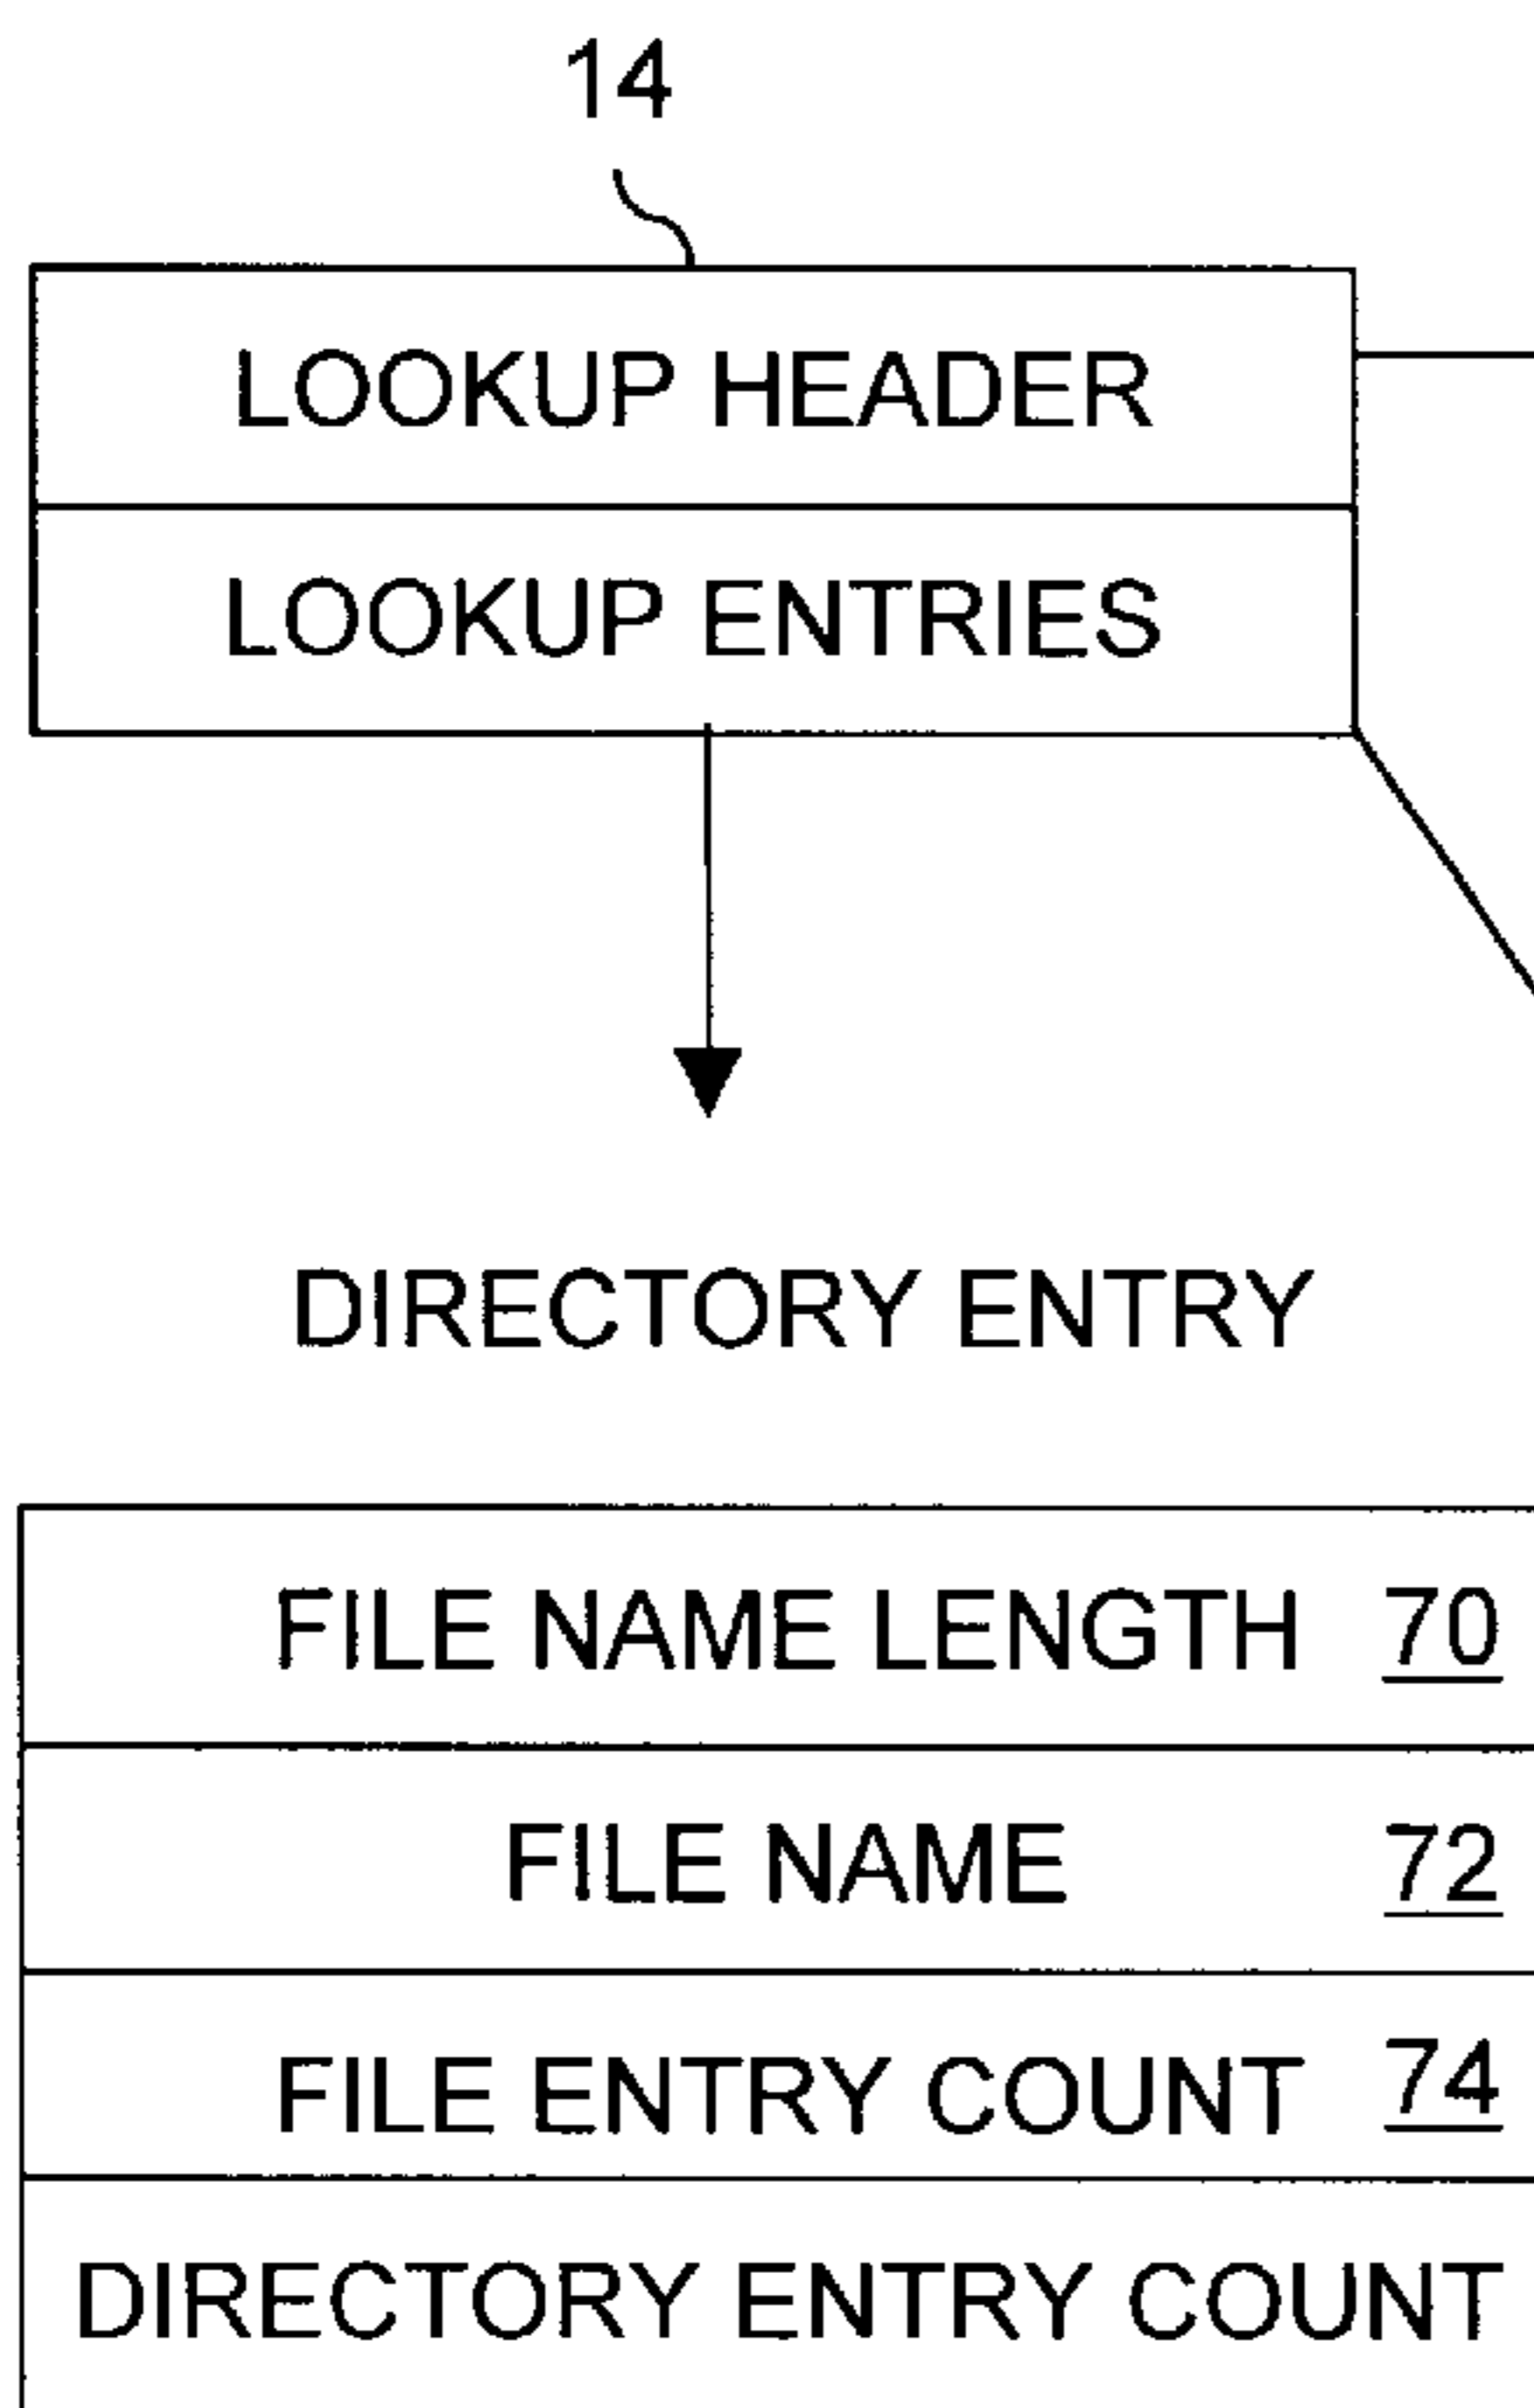 14
LOOKUP HEADER
LOOKUP ENTRIES
DIRECTORY ENTRY
FILE NAME LENGTH 70
FILE NAME 72
FILE ENTRY COUNT 74
DIRECTORY ENTRY COUNT